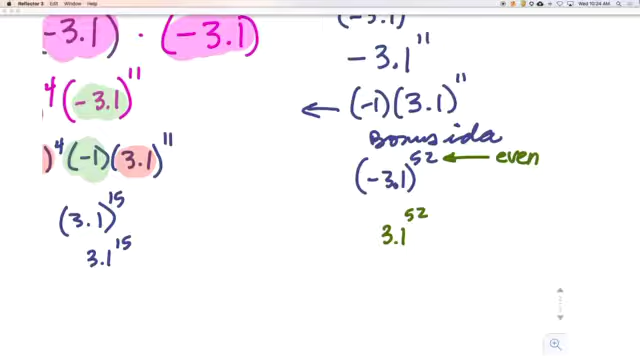 Reflector 3 Edit Window Help
Wed 10:24 AM
-3.1) · (-3.1)
4 (-3.1)^11
)^4 (-1)(3.1)^11
(3.1)^15
3.1^15
(-3.1)
-3.1^11
(-1)(3.1)^11
Bonus ida
(-3.1)^52 ← even
3.1^52